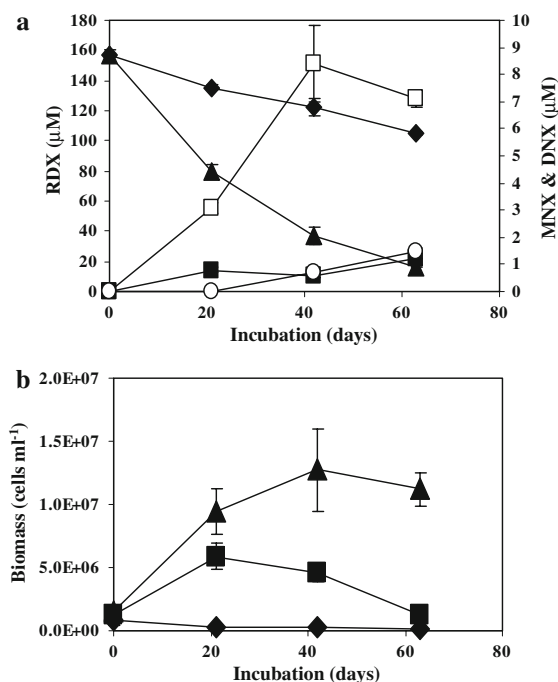 a
180
160
140
120
100
80
60
40
20
0
RDX (µM)
10
9
8
7
6
5
4
3
2
1
0
MNX & DNX (µM)
0 20 40 60 80
Incubation (days)
b
2.0E+07
1.5E+07
1.0E+07
5.0E+06
0.0E+00
Biomass (cells ml⁻¹)
0 20 40 60 80
Incubation (days)